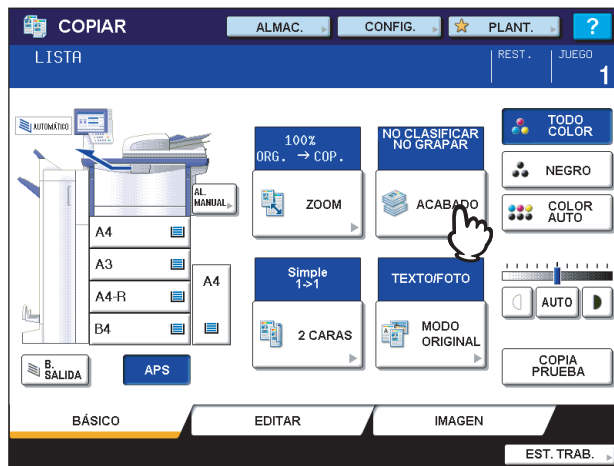 COPIAR
ALMAC.
CONFIG.
PLANT.
?
LISTA
REST.
JUEGO
1
AUTOMÁTICO
100%
ORG. → COP.
NO CLASIFICAR
NO GRAPAR
TODO
COLOR
AL.
MANUAL
ZOOM
ACABADO
NEGRO
COLOR
AUTO
A4
A3
A4-R
B4
A4
Simple
1->1
TEXTO/FOTO
AUTO
2 CARAS
MODO
ORIGINAL
B.
SALIDA
APS
COPIA
PRUEBA
BÁSICO
EDITAR
IMAGEN
EST. TRAB.